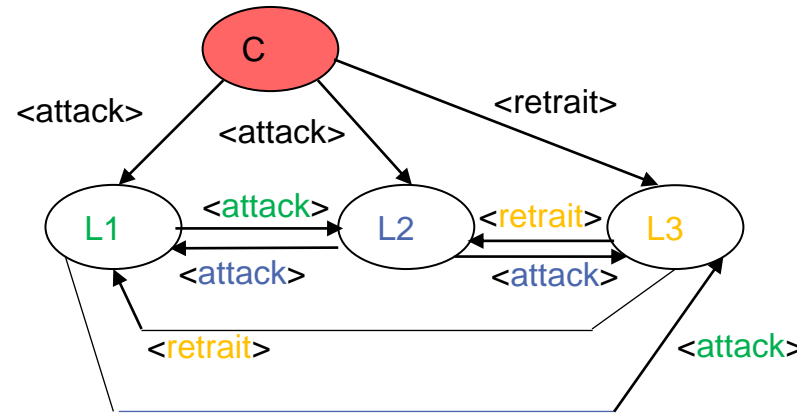 C
<attack>
<attack>
<retrait>
L1
<attack>
<attack>
L2
<retrait>
<attack>
L3
<retrait>
<attack>